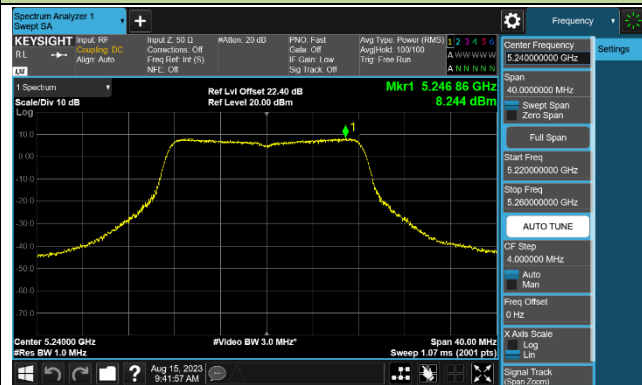 Spectrum Analyzer 1
Swept SA
Frequency
KEYSIGHT
RL
LXI
Input: RF
Coupling: DC
Align: Auto
Input Z: 50 Ω
Corrections: Off
Freq Ref: Int (S)
NFE: Off
#Atten: 20 dB
PNO: Fast
Gate: Off
IF Gain: Low
Sig Track: Off
Avg Type: Power (RMS)
Avg|Hold: 100/100
Trig: Free Run
1 2 3 4 5 6
A W W W W W
A N N N N N
1 Spectrum
Scale/Div 10 dB
Log
Ref Lvl Offset 22.40 dB
Ref Level 20.00 dBm
Mkr1 5.246 86 GHz
8.244 dBm
1
10.0
0.00
-10.0
-20.0
-30.0
-40.0
-50.0
-60.0
-70.0
Center 5.24000 GHz
#Res BW 1.0 MHz
#Video BW 3.0 MHz*
Span 40.00 MHz
Sweep 1.07 ms (2001 pts)
Aug 15, 2023
9:41:57 AM
Center Frequency
5.240000000 GHz
Span
40.0000000 MHz
Swept Span
Zero Span
Full Span
Start Freq
5.220000000 GHz
Stop Freq
5.260000000 GHz
AUTO TUNE
CF Step
4.000000 MHz
Auto
Man
Freq Offset
0 Hz
X Axis Scale
Log
Lin
Signal Track
(Span Zoom)
Settings